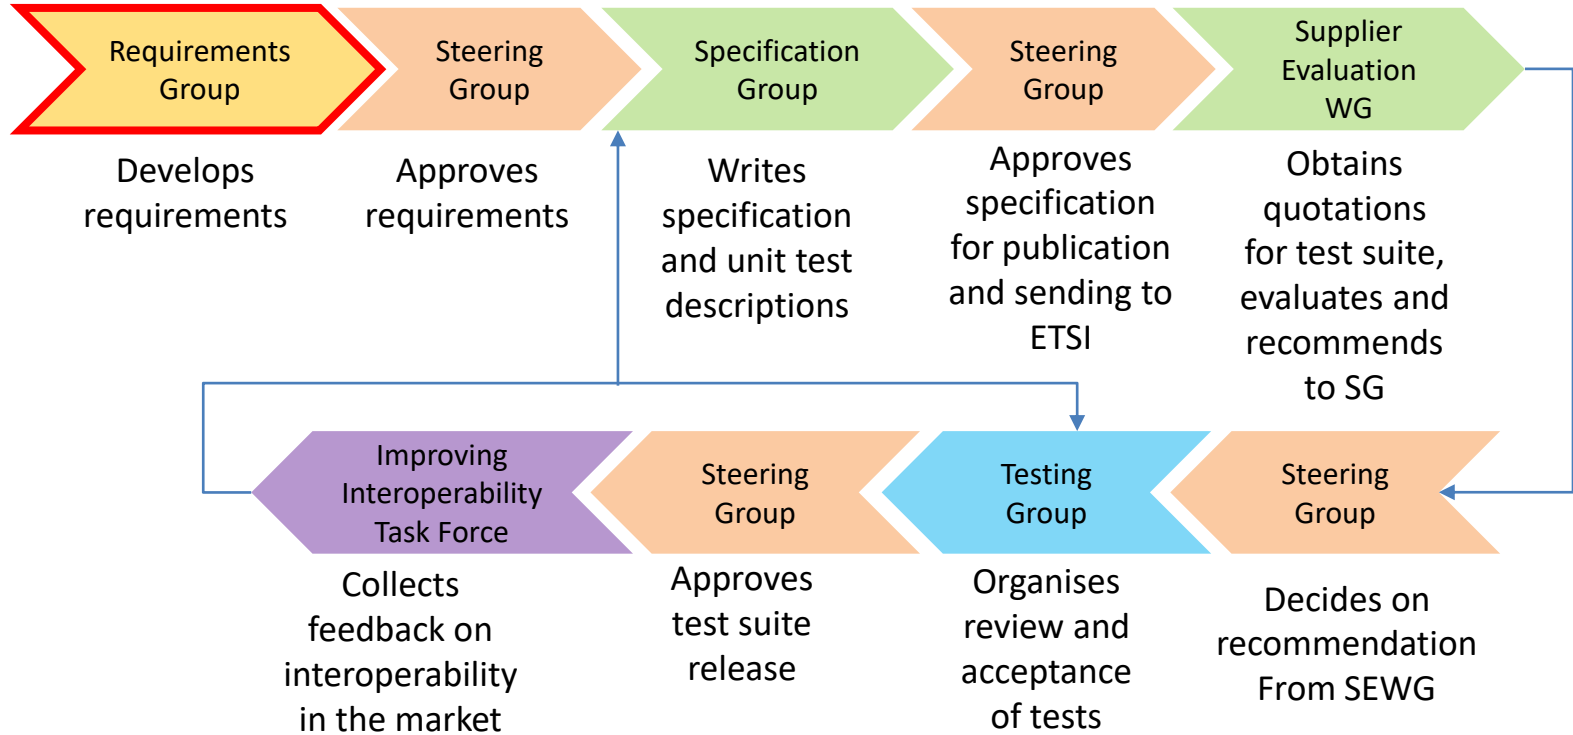 Requirements
Group
Steering
Group
Specification
Group
Steering
Group
Supplier
Evaluation
WG
Develops
requirements
Approves
requirements
Writes
specification
and unit test
descriptions
Approves
specification
for publication
and sending to
ETSI
Obtains
quotations
for test suite,
evaluates and
recommends
to SG
Improving
Interoperability
Task Force
Steering
Group
Testing
Group
Steering
Group
Collects
feedback on
interoperability
in the market
Approves
test suite
release
Organises
review and
acceptance
of tests
Decides on
recommendation
From SEWG